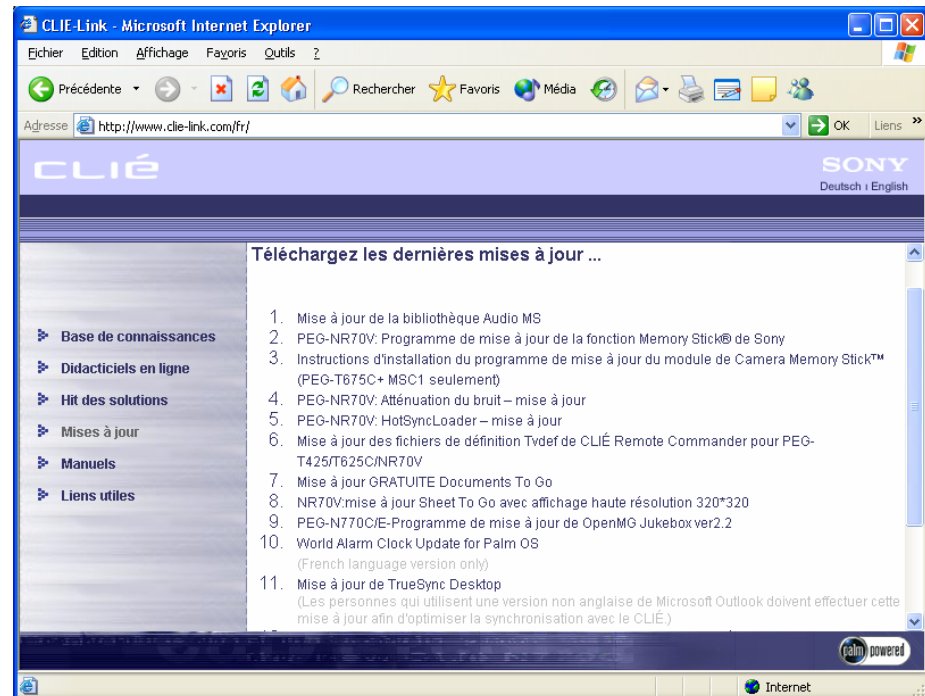 CLIE-Link - Microsoft Internet Explorer
Eichier Edition Affichage Favoris Outils ?
Précédente Rechercher Favoris Média
Adresse http://www.clie-link.com/fr/ OK Liens »
CLIÉ
SONY
Deutsch ı English
Téléchargez les dernières mises à jour ...
Base de connaissances
Didacticiels en ligne
Hit des solutions
Mises à jour
Manuels
Liens utiles
1. Mise à jour de la bibliothèque Audio MS
2. PEG-NR70V: Programme de mise à jour de la fonction Memory Stick® de Sony
3. Instructions d'installation du programme de mise à jour du module de Camera Memory Stick™
(PEG-T675C+ MSC1 seulement)
4. PEG-NR70V: Atténuation du bruit – mise à jour
5. PEG-NR70V: HotSyncLoader – mise à jour
6. Mise à jour des fichiers de définition Tvdef de CLIÉ Remote Commander pour PEG-
T425/T625C/NR70V
7. Mise à jour GRATUITE Documents To Go
8. NR70V:mise à jour Sheet To Go avec affichage haute résolution 320*320
9. PEG-N770C/E-Programme de mise à jour de OpenMG Jukebox ver2.2
10. World Alarm Clock Update for Palm OS
(French language version only)
11. Mise à jour de TrueSync Desktop
(Les personnes qui utilisent une version non anglaise de Microsoft Outlook doivent effectuer cette
mise à jour afin d'optimiser la synchronisation avec le CLIÉ.)
palm powered
Internet